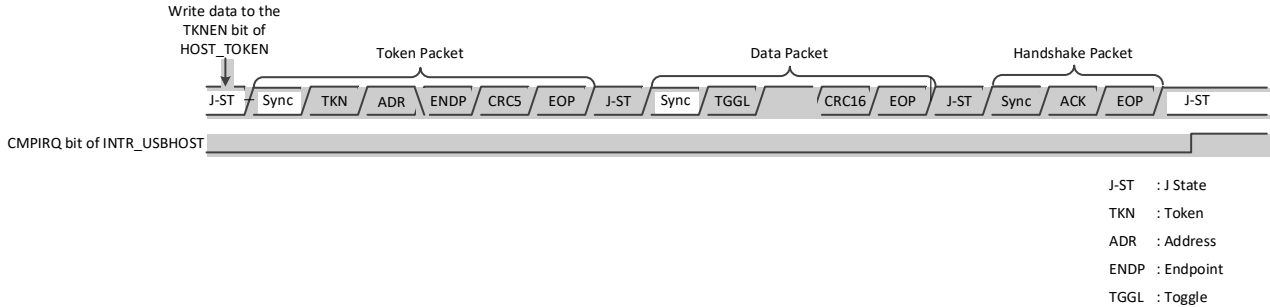 Write data to the
TKNEN bit of
HOST_TOKEN
Token Packet
Data Packet
Handshake Packet
J-ST Sync TKN ADR ENDP CRC5 EOP J-ST Sync TGGL CRC16 EOP J-ST Sync ACK EOP J-ST
CMPIRQ bit of INTR_USBHOST
J-ST : J State
TKN : Token
ADR : Address
ENDP : Endpoint
TGGL : Toggle